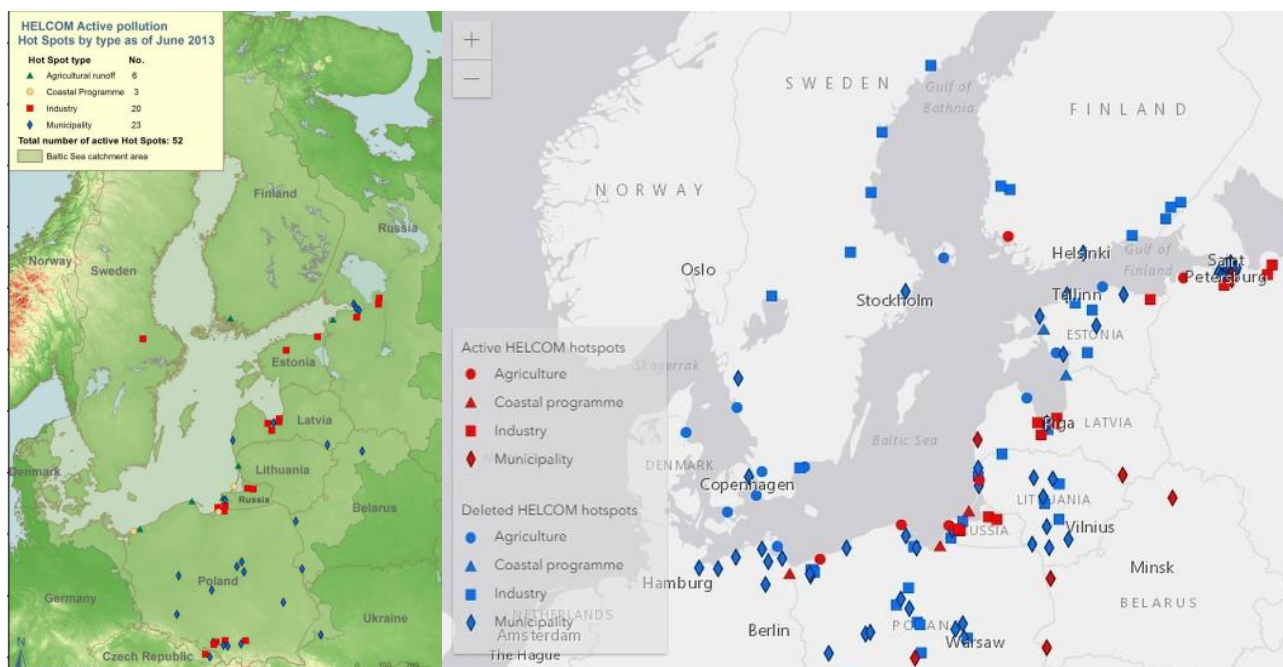 HELCOM Active pollution
Hot Spots by type as of June 2013
Hot Spot type No.
Agricultural runoff 6
Coastal Programme 3
Industry 20
Municipality 23
Total number of active Hot Spots: 52
Baltic Sea catchment area
Finland
Russia
Norway
Sweden
Estonia
Latvia
Denmark
Lithuania
Russia
Belarus
Poland
Germany
Ukraine
Czech Republic
N
+
−
SWEDEN
Gulf of
Bothnia
FINLAND
NORWAY
Oslo
Helsinki
Gulf of
Finland
Saint
Petersburg
Stockholm
Tallinn
ESTONIA
Skagerrak
Active HELCOM hotspots
Agriculture
Coastal programme
Industry
Municipality
Baltic Sea
Riga
LATVIA
DENMARK
Copenhagen
LITHUANIA
Vilnius
RUSSIA
Deleted HELCOM hotspots
Agriculture
Coastal programme
Industry
Municipality
Hamburg
Minsk
BELARUS
NETHERLANDS
Amsterdam
The Hague
Berlin
POLAND
Warsaw